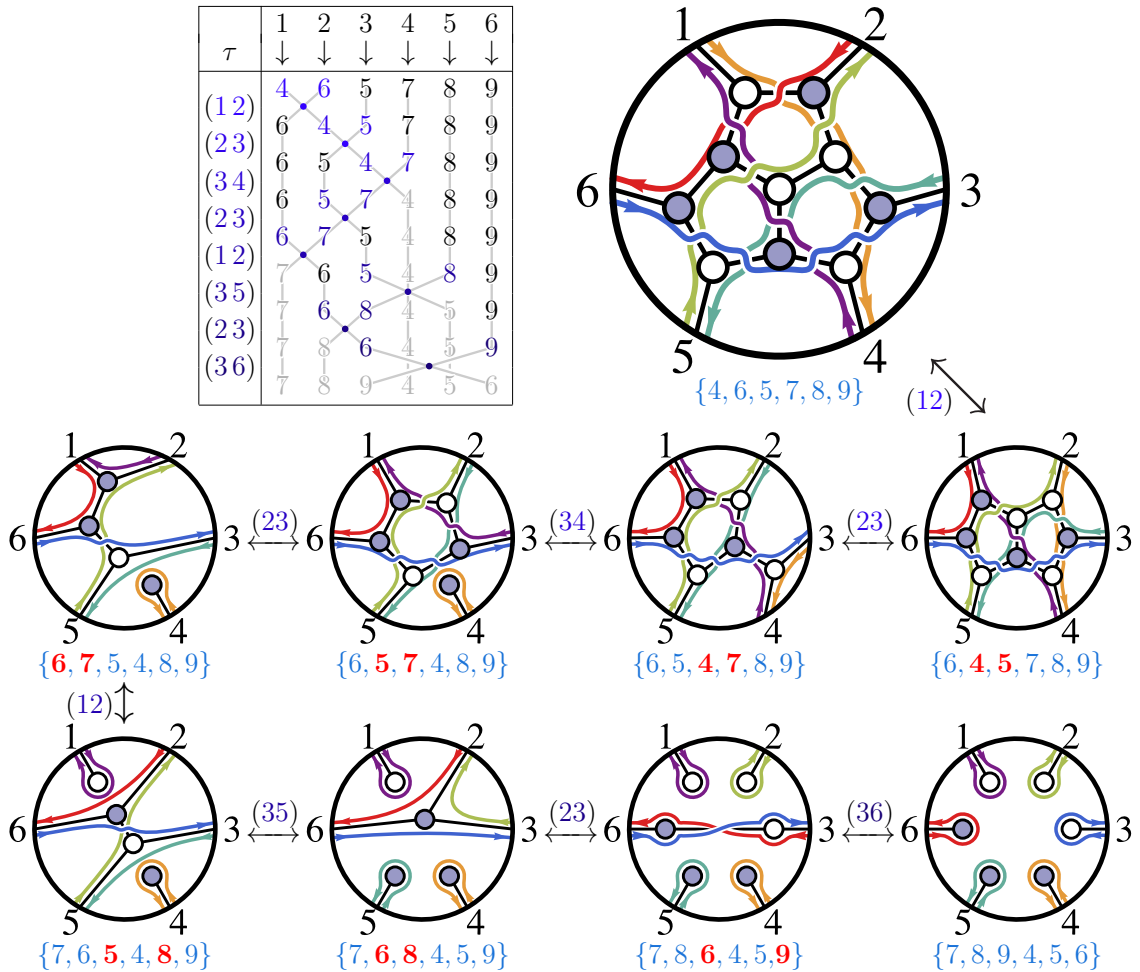 1 2 3 4 5 6
τ ↓ ↓ ↓ ↓ ↓ ↓
4 6 5 7 8 9
(1 2)
6 4 5 7 8 9
(2 3)
6 5 4 7 8 9
(3 4)
6 5 7 4 8 9
(2 3)
6 7 5 4 8 9
(1 2)
7 6 5 4 8 9
(3 5)
7 6 8 4 5 9
(2 3)
7 8 6 4 5 9
(3 6)
7 8 9 4 5 6
1 2
6 3
5 4
{4, 6, 5, 7, 8, 9}
(12)
1 2 1 2 1 2 1 2
6 3 (23) 6 3 (34) 6 3 (23) 6 3
5 4 5 4 5 4 5 4
{6, 7, 5, 4, 8, 9} {6, 5, 7, 4, 8, 9} {6, 5, 4, 7, 8, 9} {6, 4, 5, 7, 8, 9}
(12)
1 2 1 2 1 2 1 2
6 3 (35) 6 3 (23) 6 3 (36) 6 3
5 4 5 4 5 4 5 4
{7, 6, 5, 4, 8, 9} {7, 6, 8, 4, 5, 9} {7, 8, 6, 4, 5, 9} {7, 8, 9, 4, 5, 6}